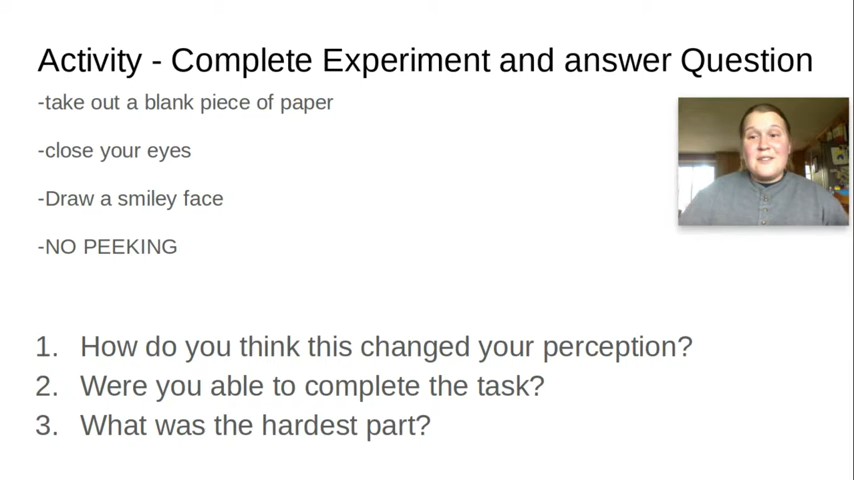 Activity - Complete Experiment and answer Question
-take out a blank piece of paper
-close your eyes
-Draw a smiley face
-NO PEEKING
1. How do you think this changed your perception?
2. Were you able to complete the task?
3. What was the hardest part?